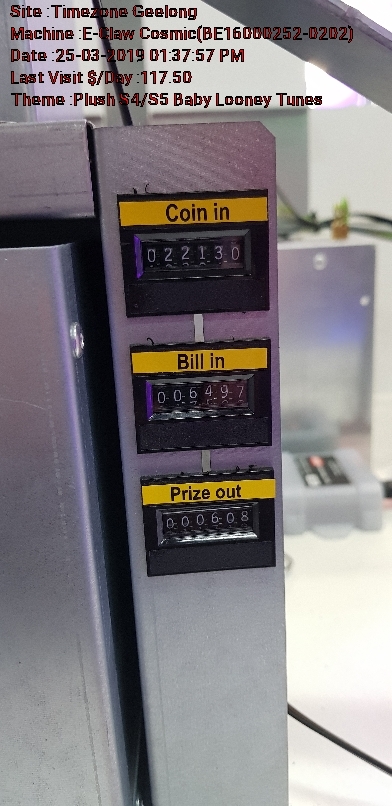 Site :Timezone Geelong
Machine :E-Claw Cosmic(BE16000252-0202)
Date :25-03-2019 01:37:57 PM
Last Visit $/Day :117.50
Theme :Plush S4/S5 Baby Looney Tunes
Coin in
022130
Bill in
006497
Prize out
000608